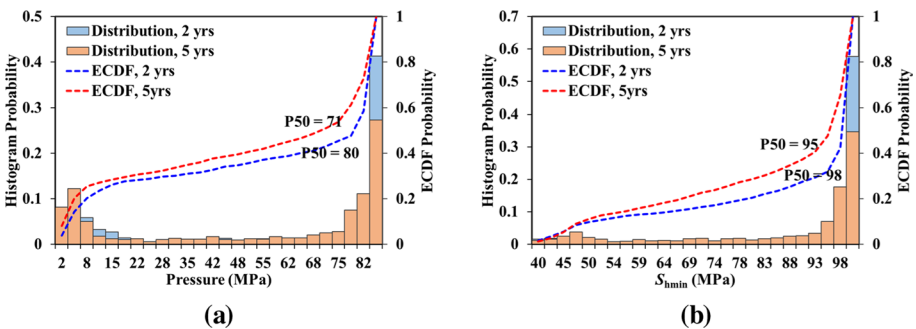 0.5
0.4
0.3
0.2
0.1
0
Histogram Probability
Distribution, 2 yrs
Distribution, 5 yrs
ECDF, 2 yrs
ECDF, 5yrs
P50 = 71
P50 = 80
1
0.8
0.6
0.4
0.2
0
ECDF Probability
2 8 15 22 28 35 42 48 55 62 68 75 82
Pressure (MPa)
(a)
0.7
0.6
0.5
0.4
0.3
0.2
0.1
0
Histogram Probability
Distribution, 2 yrs
Distribution, 5 yrs
ECDF, 2 yrs
ECDF, 5yrs
P50 = 95
P50 = 98
1
0.8
0.6
0.4
0.2
0
ECDF Probability
40 45 50 54 59 64 69 74 78 83 88 93 98
Shmin (MPa)
(b)